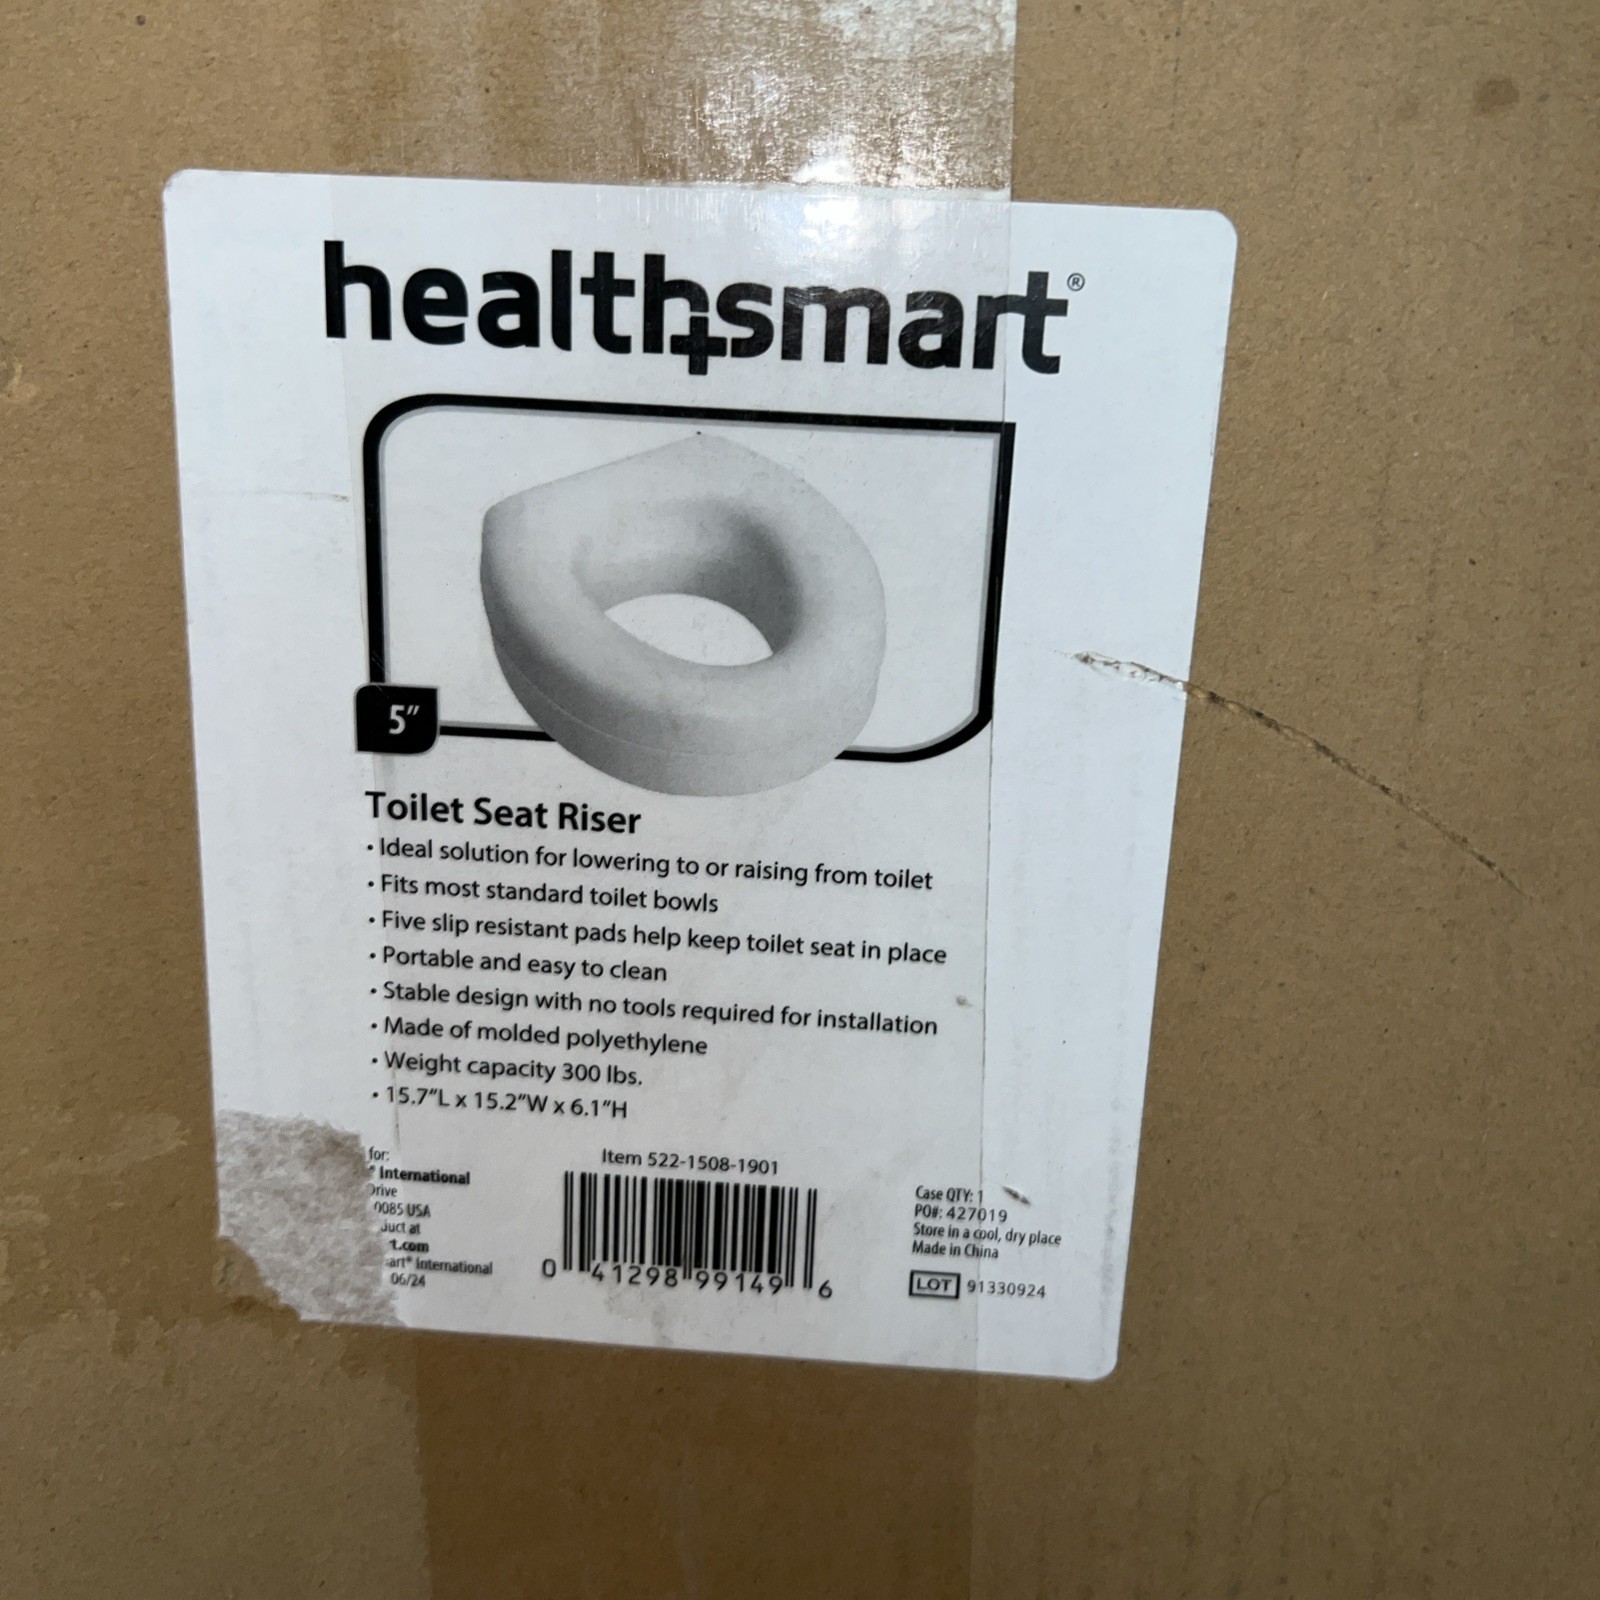 healthsmart®
5"
Toilet Seat Riser
• Ideal solution for lowering to or raising from toilet
• Fits most standard toilet bowls
• Five slip resistant pads help keep toilet seat in place
• Portable and easy to clean
• Stable design with no tools required for installation
• Made of molded polyethylene
• Weight capacity 300 lbs.
• 15.7"L x 15.2"W x 6.1"H
for:
® International
Drive
0085 USA
duct at
t.com
art® International
06/24
Item 522-1508-1901
0 41298 99149 6
Case QTY: 1
PO#: 427019
Store in a cool, dry place
Made in China
LOT 91330924